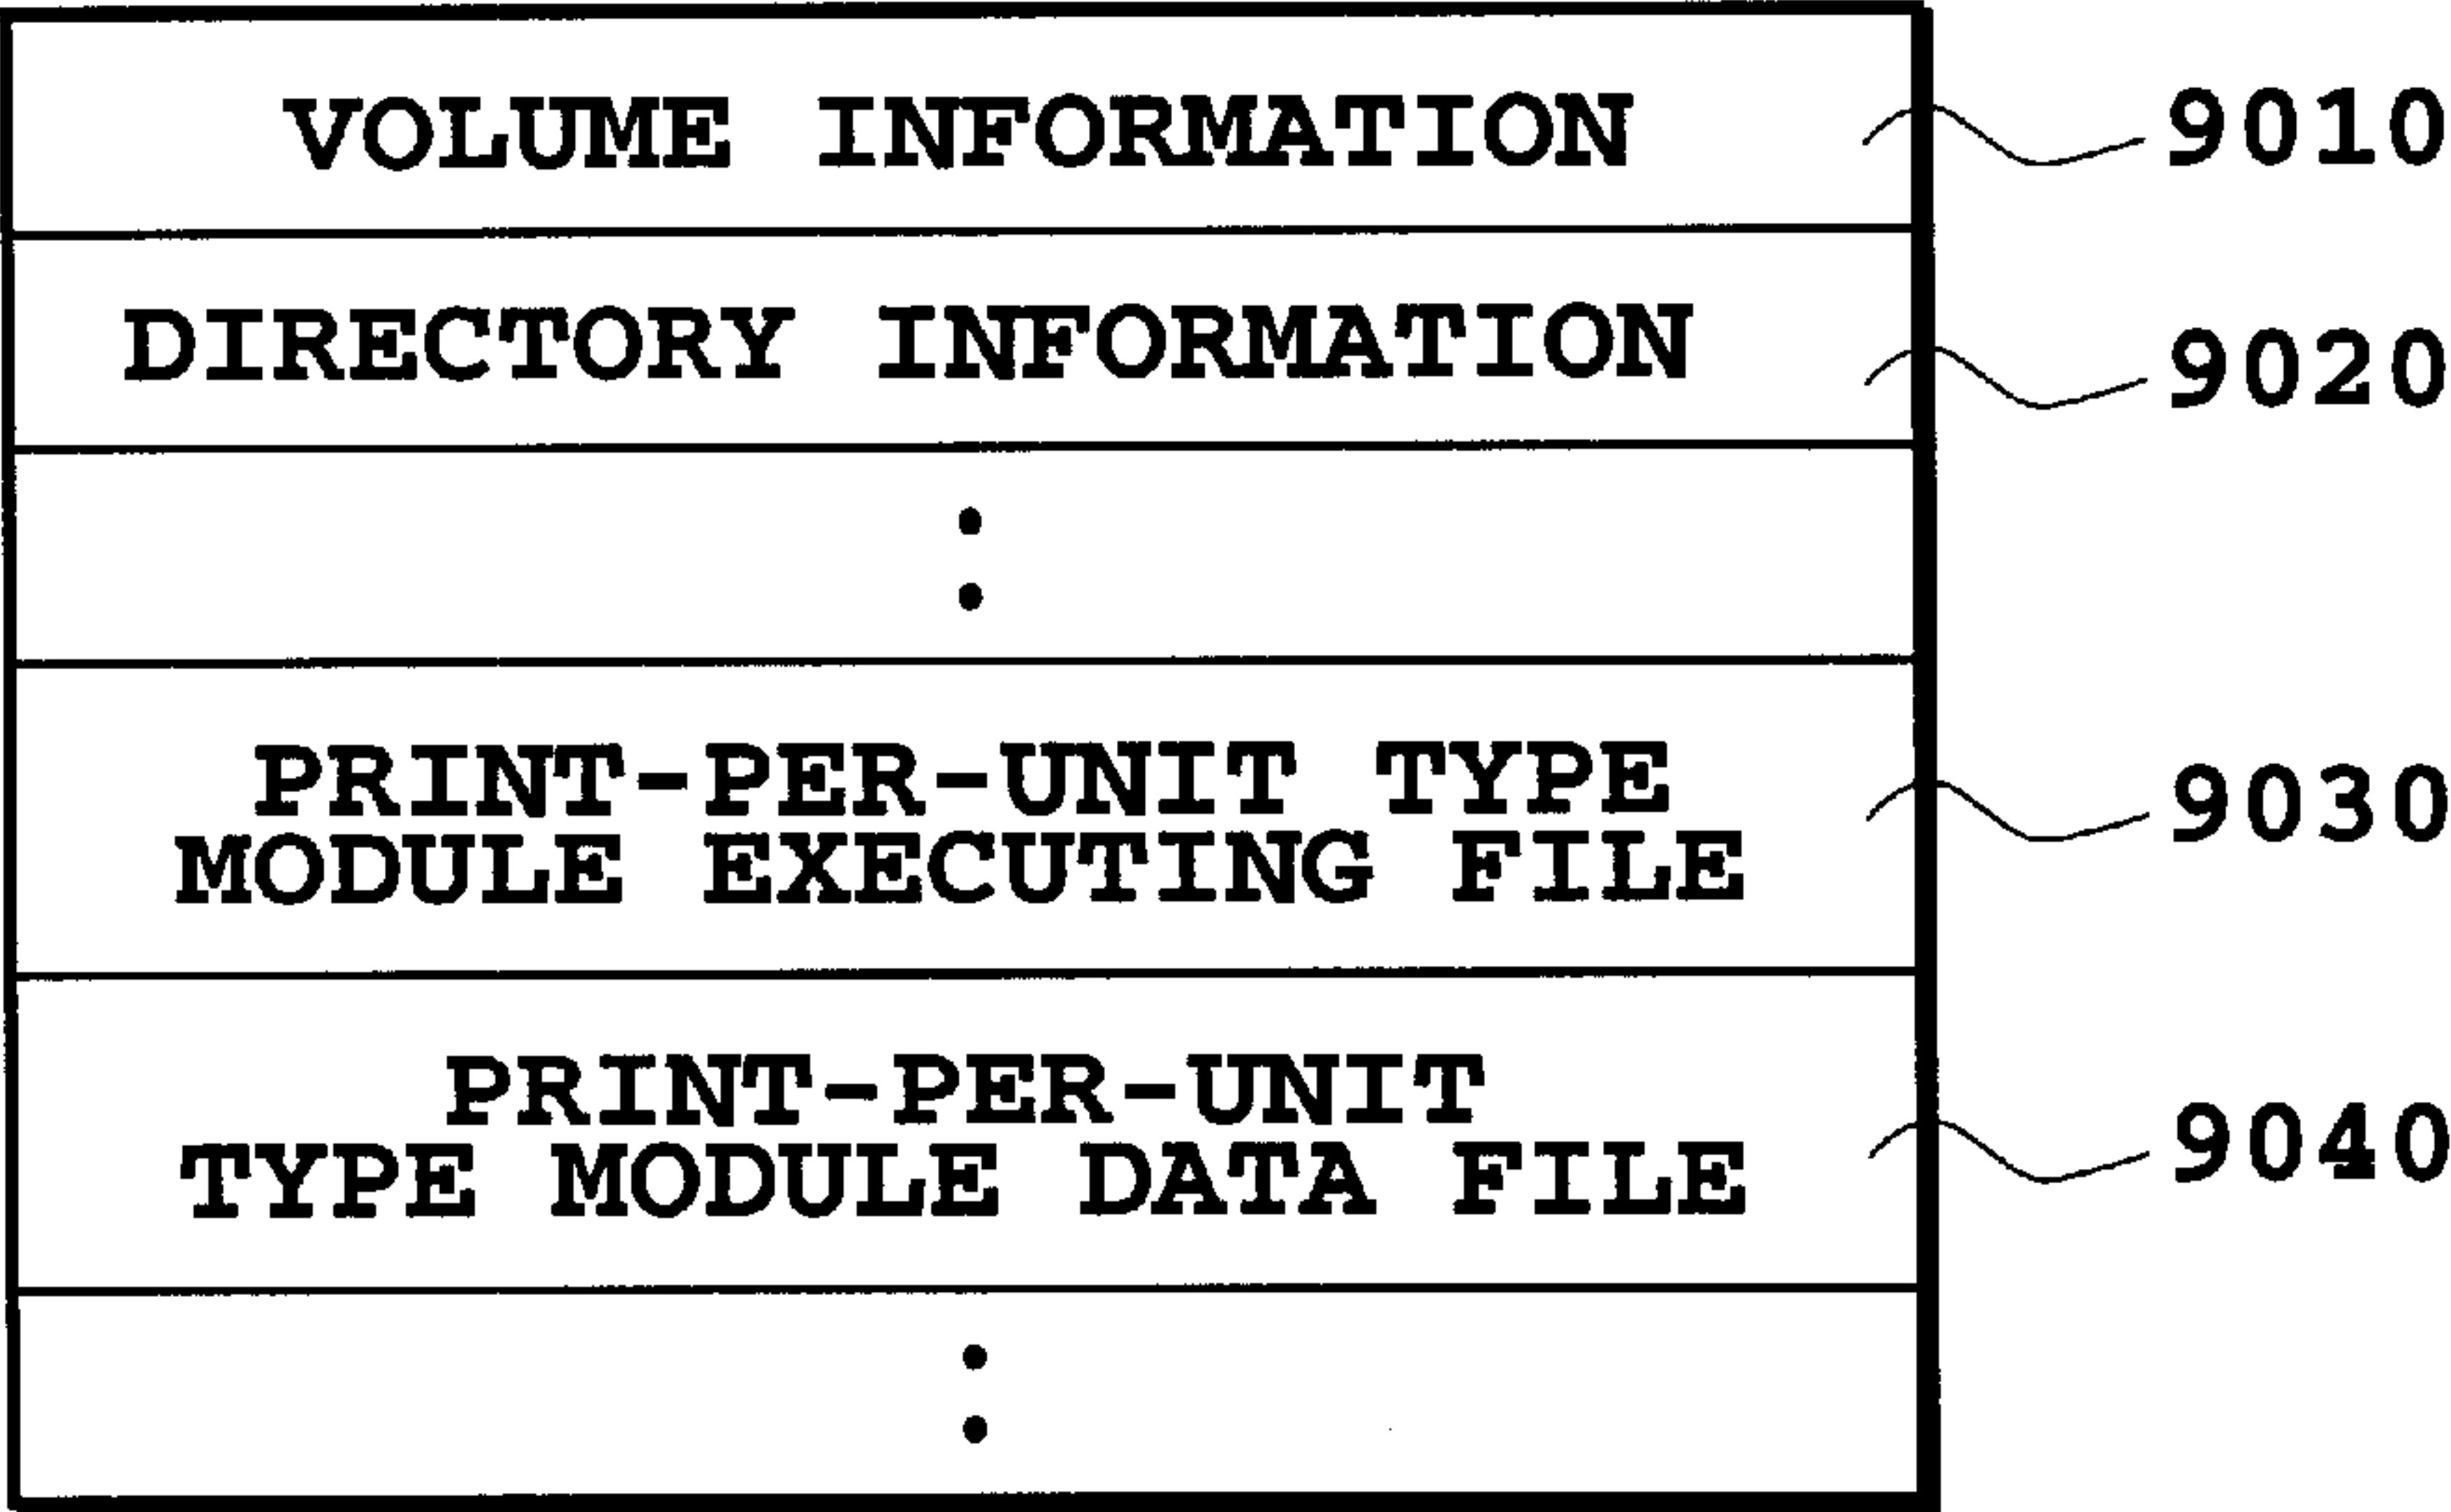 VOLUME INFORMATION 9010
DIRECTORY INFORMATION 9020
PRINT-PER-UNIT TYPE
MODULE EXECUTING FILE 9030
PRINT-PER-UNIT
TYPE MODULE DATA FILE 9040